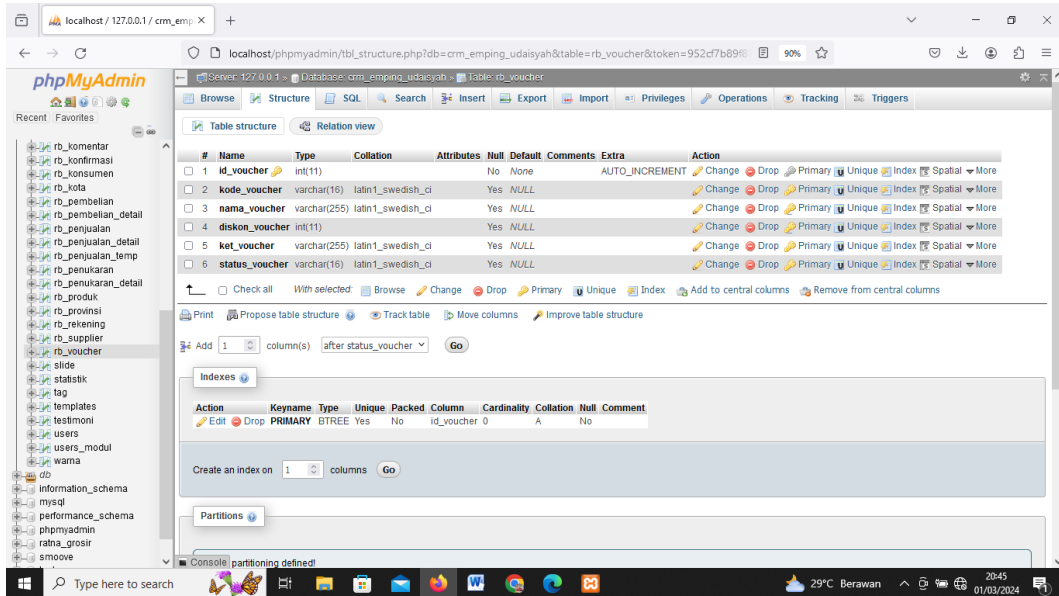 localhost / 127.0.0.1 / crm_emp
localhost/phpmyadmin/tbl_structure.php?db=crm_emping_udaisyah&table=rb_voucher&token=952cf7b89f8
90%
phpMyAdmin
Recent Favorites
rb_komentar
rb_konfirmasi
rb_konsumen
rb_kota
rb_pembelian
rb_pembelian_detail
rb_penjualan
rb_penjualan_detail
rb_penjualan_temp
rb_penukaran
rb_penukaran_detail
rb_produk
rb_provinsi
rb_rekening
rb_supplier
rb_voucher
slide
statistik
tag
templates
testimoni
users
users_modul
warna
db
information_schema
mysql
performance_schema
phpmyadmin
ratna_grosir
smoove
Server: 127.0.0.1 » Database: crm_emping_udaisyah » Table: rb_voucher
Browse Structure SQL Search Insert Export Import Privileges Operations Tracking Triggers
Table structure Relation view
# Name Type Collation Attributes Null Default Comments Extra Action
1 id_voucher int(11) No None AUTO_INCREMENT Change Drop Primary Unique Index Spatial More
2 kode_voucher varchar(16) latin1_swedish_ci Yes NULL Change Drop Primary Unique Index Spatial More
3 nama_voucher varchar(255) latin1_swedish_ci Yes NULL Change Drop Primary Unique Index Spatial More
4 diskon_voucher int(11) Yes NULL Change Drop Primary Unique Index Spatial More
5 ket_voucher varchar(255) latin1_swedish_ci Yes NULL Change Drop Primary Unique Index Spatial More
6 status_voucher varchar(16) latin1_swedish_ci Yes NULL Change Drop Primary Unique Index Spatial More
Check all With selected: Browse Change Drop Primary Unique Index Add to central columns Remove from central columns
Print Propose table structure Track table Move columns Improve table structure
Add 1 column(s) after status_voucher Go
Indexes
Action Keyname Type Unique Packed Column Cardinality Collation Null Comment
Edit Drop PRIMARY BTREE Yes No id_voucher 0 A No
Create an index on 1 columns Go
Partitions
Console partitioning defined!
Type here to search
29°C Berawan
20:45
01/03/2024